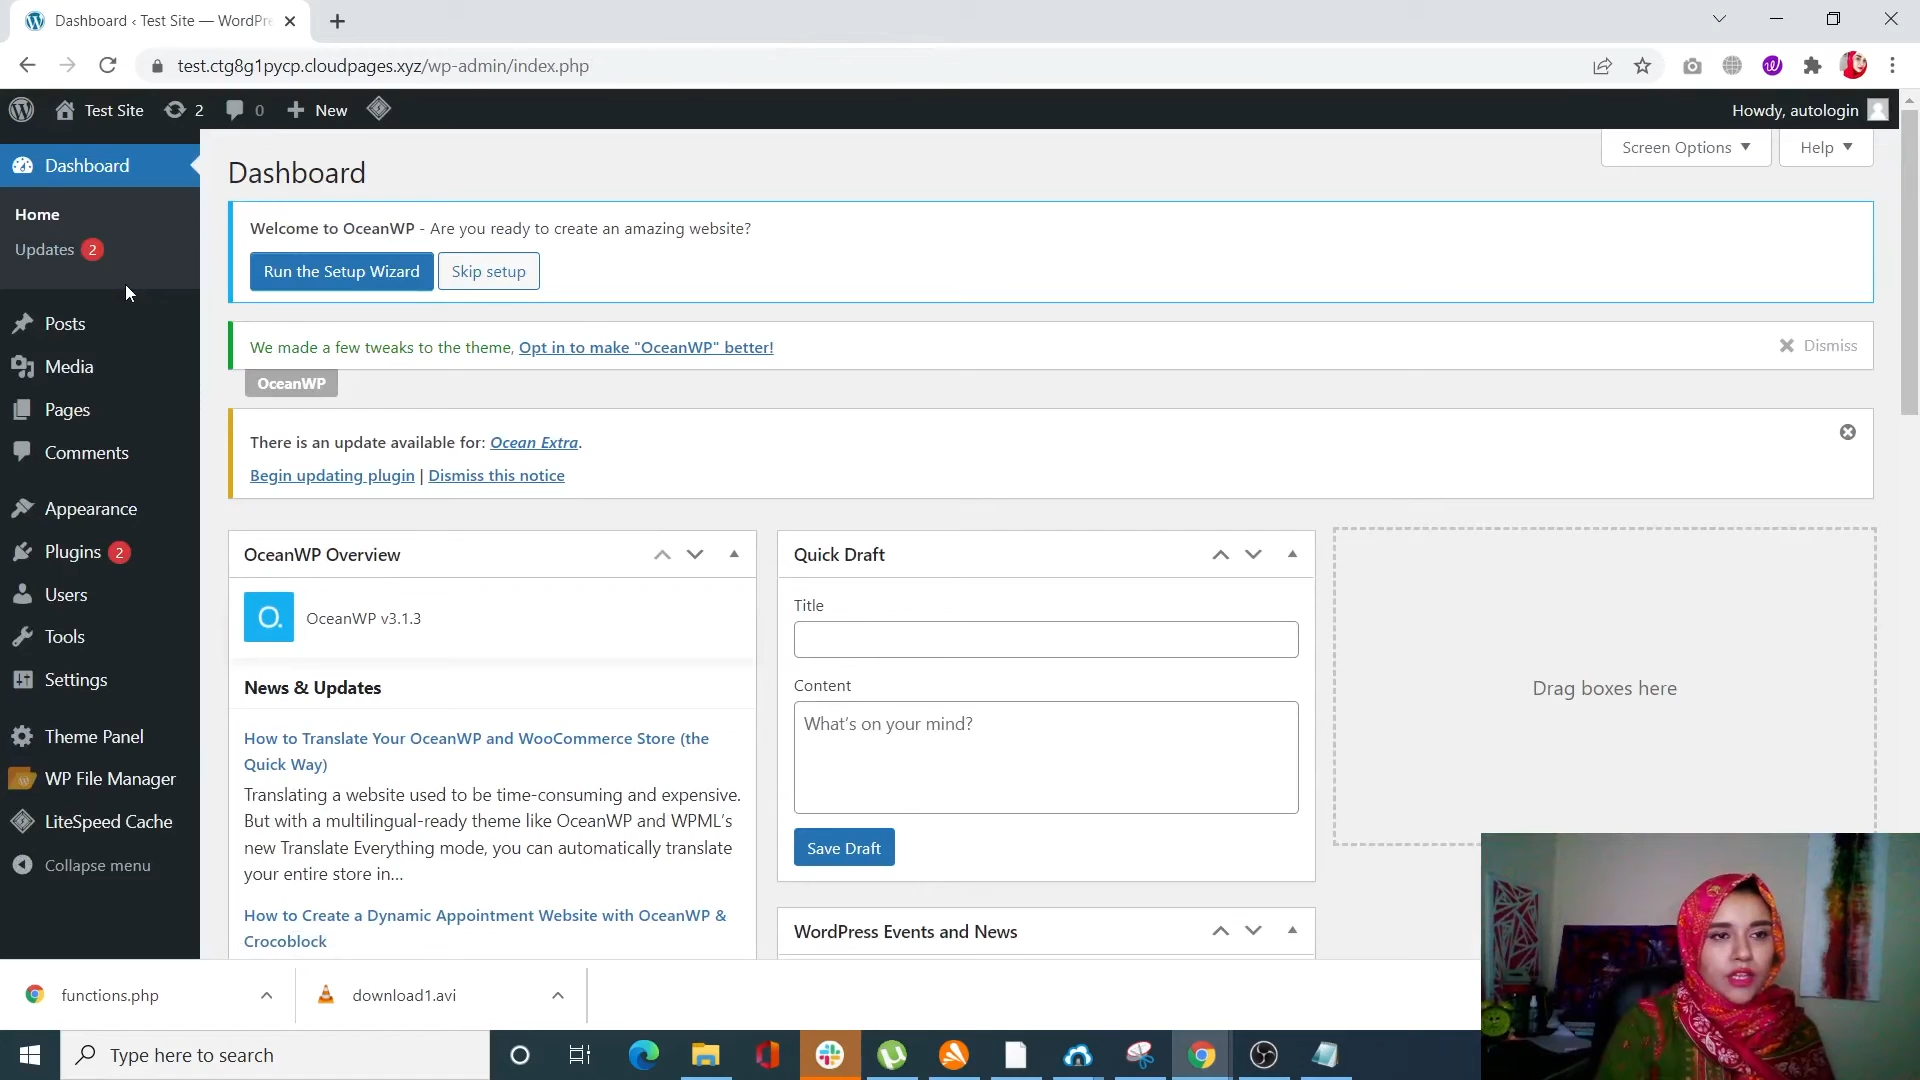 Dashboard ‹ Test Site — WordPre
test.ctg8g1pycp.cloudpages.xyz/wp-admin/index.php
Test Site
2
0
New
Howdy, autologin
Dashboard
Home
Updates 2
Posts
Media
Pages
Comments
Appearance
Plugins 2
Users
Tools
Settings
Theme Panel
WP File Manager
LiteSpeed Cache
Collapse menu
Screen Options
Help
Dashboard
Welcome to OceanWP - Are you ready to create an amazing website?
Run the Setup Wizard
Skip setup
We made a few tweaks to the theme, Opt in to make "OceanWP" better!
Dismiss
OceanWP
There is an update available for: Ocean Extra.
Begin updating plugin | Dismiss this notice
OceanWP Overview
O.
OceanWP v3.1.3
News & Updates
How to Translate Your OceanWP and WooCommerce Store (the
Quick Way)
Translating a website used to be time-consuming and expensive.
But with a multilingual-ready theme like OceanWP and WPML's
new Translate Everything mode, you can automatically translate
your entire store in…
How to Create a Dynamic Appointment Website with OceanWP &
Crocoblock
Quick Draft
Title
Content
What's on your mind?
Save Draft
WordPress Events and News
Drag boxes here
functions.php
download1.avi
Type here to search